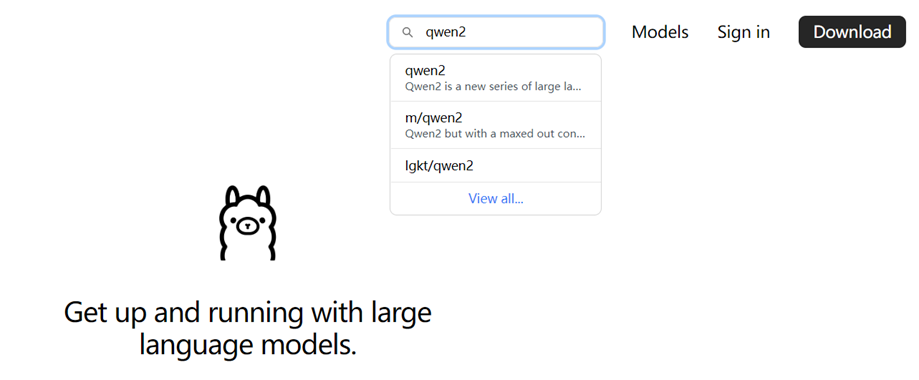 qwen2
Models
Sign in
Download
qwen2
Qwen2 is a new series of large la...
m/qwen2
Qwen2 but with a maxed out con...
lgkt/qwen2
View all...
Get up and running with large
language models.